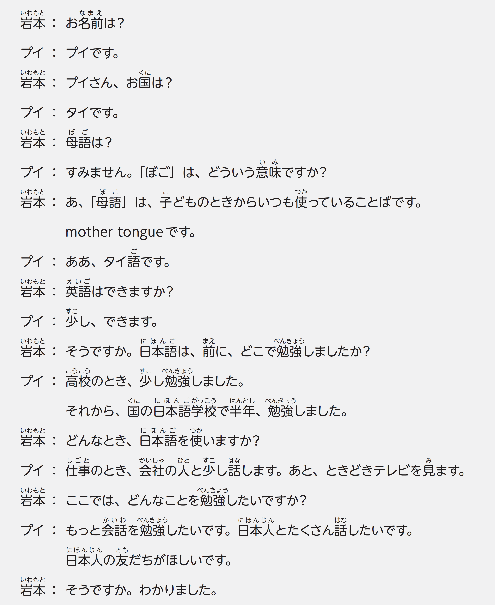 岩本：お名前は？
プイ：プイです。
岩本：プイさん、お国は？
プイ：タイです。
岩本：母語は？
プイ：すみません。「ぼご」は、どういう意味ですか？
岩本：あ、「母語」は、子どものときからいつも使っていることばです。
mother tongueです。
プイ：ああ、タイ語です。
岩本：英語はできますか？
プイ：少し、できます。
岩本：そうですか。日本語は、前に、どこで勉強しましたか？
プイ：高校のとき、少し勉強しました。
それから、国の日本語学校で半年、勉強しました。
岩本：どんなとき、日本語を使いますか？
プイ：仕事のとき、会社の人と少し話します。あと、ときどきテレビを見ます。
岩本：ここでは、どんなことを勉強したいですか？
プイ：もっと会話を勉強したいです。日本人とたくさん話したいです。
日本人の友だちがほしいです。
岩本：そうですか。わかりました。